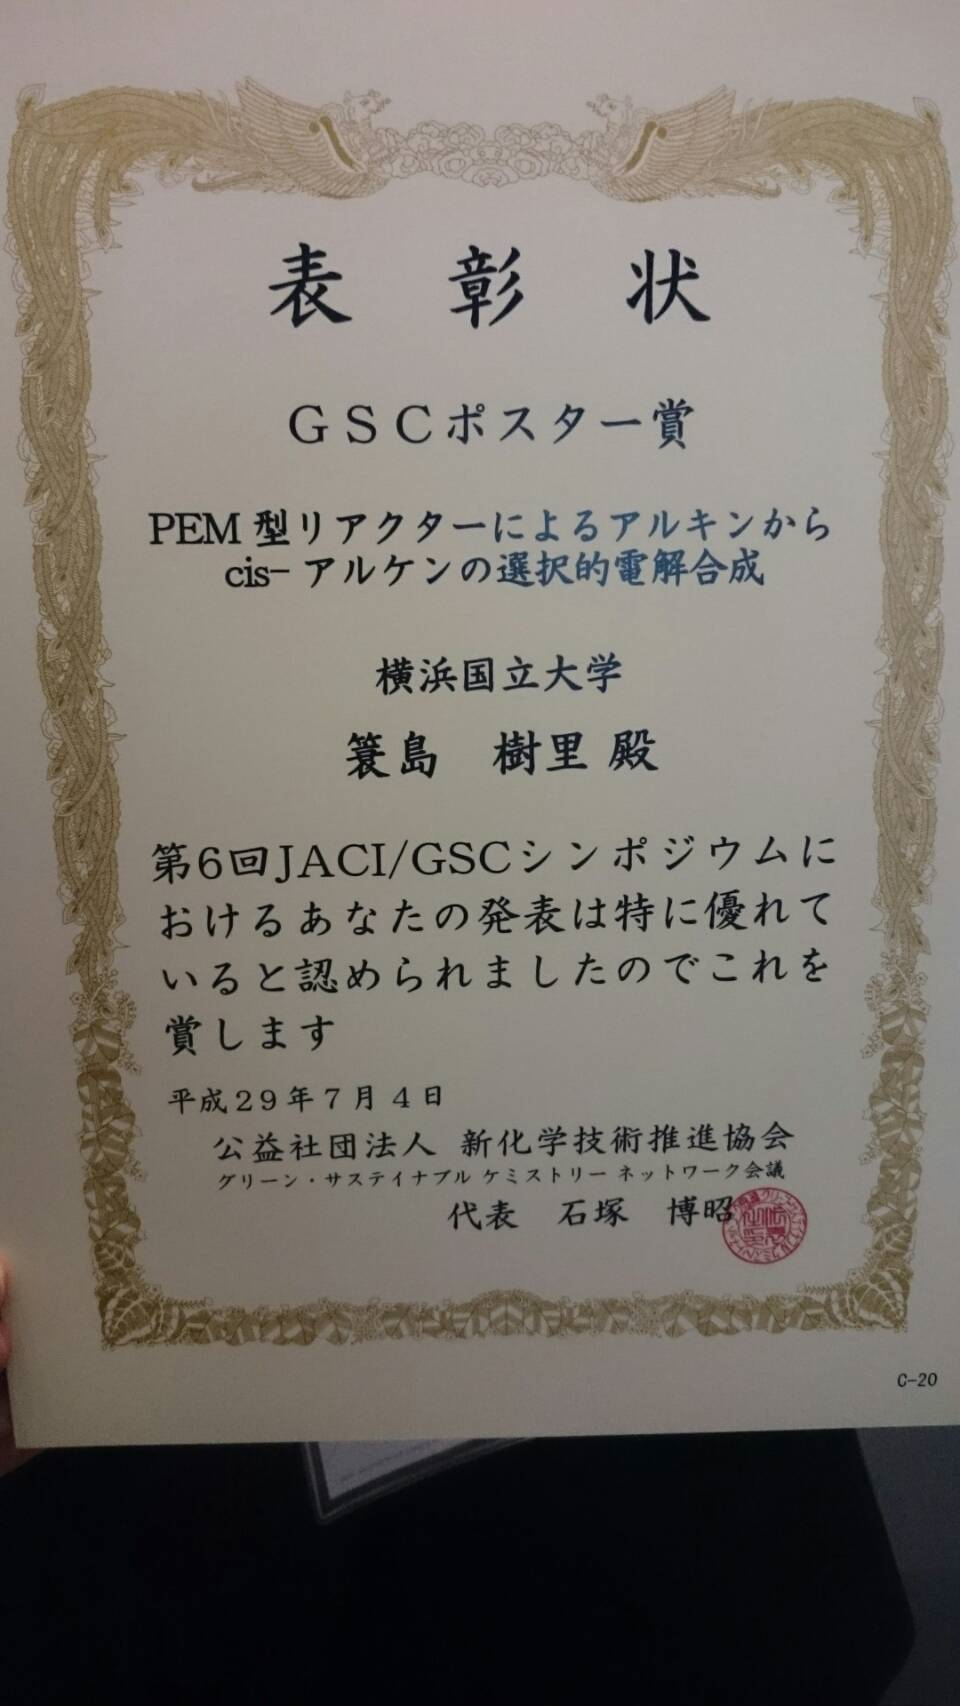 表彰状
GSCポスター賞
PEM型リアクターによるアルキンから
cis-アルケンの選択的電解合成
横浜国立大学
簑島 樹里 殿
第6回JACI/GSCシンポジウムに
おけるあなたの発表は特に優れて
いると認められましたのでこれを
賞します
平成29年7月4日
公益社団法人 新化学技術推進協会
グリーン・サステイナブル ケミストリー ネットワーク会議
代表 石塚 博昭
C-20